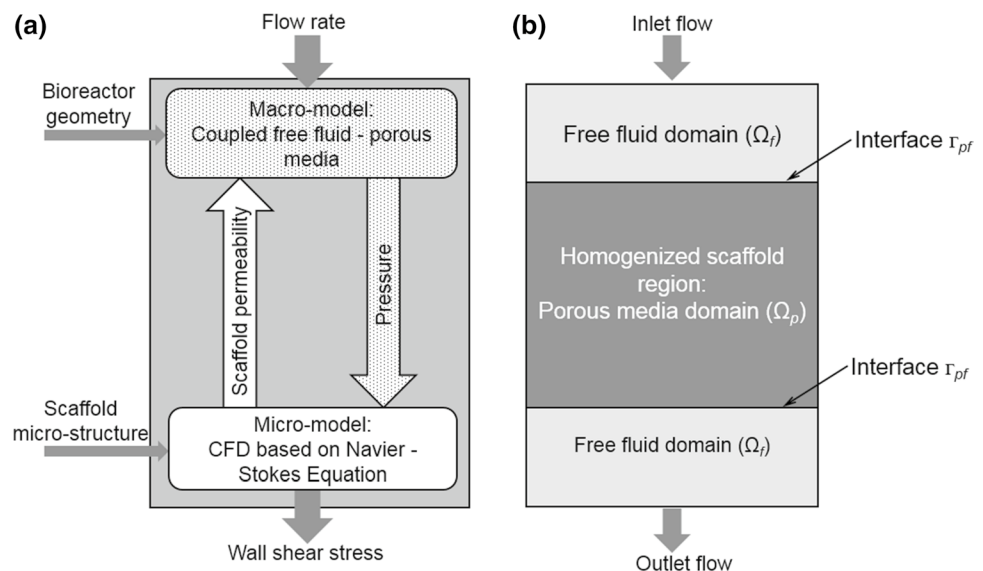 (a)
Flow rate
Bioreactor
geometry
Macro-model:
Coupled free fluid - porous
media
Scaffold permeability
Pressure
Scaffold
micro-structure
Micro-model:
CFD based on Navier -
Stokes Equation
Wall shear stress
(b)
Inlet flow
Free fluid domain (Ωf)
Interface Γpf
Homogenized scaffold
region:
Porous media domain (Ωp)
Interface Γpf
Free fluid domain (Ωf)
Outlet flow